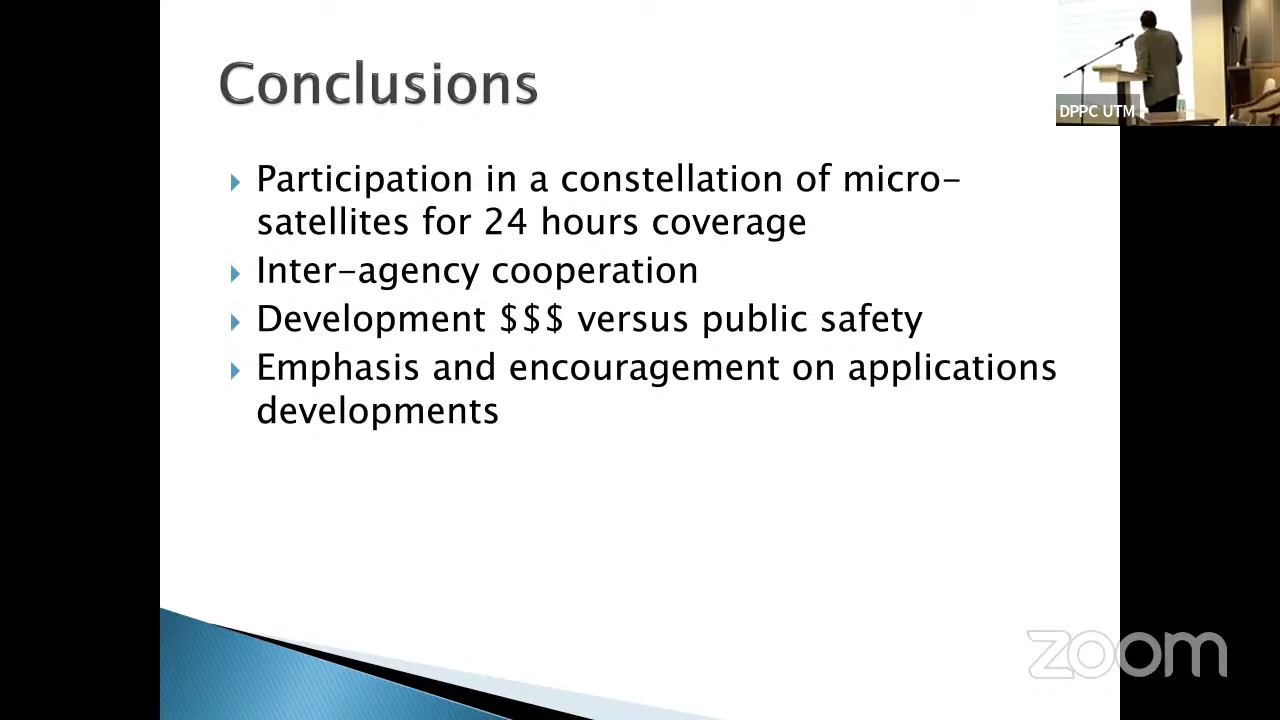 Conclusions
DPPC UTM
Participation in a constellation of micro-
satellites for 24 hours coverage
Inter-agency cooperation
Development $$$ versus public safety
Emphasis and encouragement on applications
developments
zoom